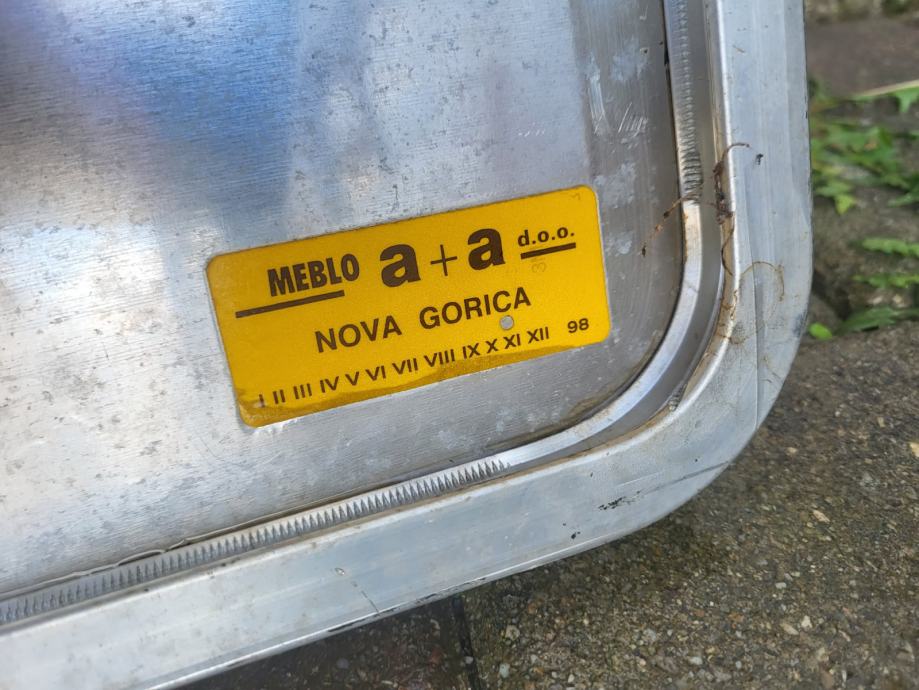 MEBLO a+a d.o.o.
NOVA GORICA
I II III IV V VI VII VIII IX X XI XII 98